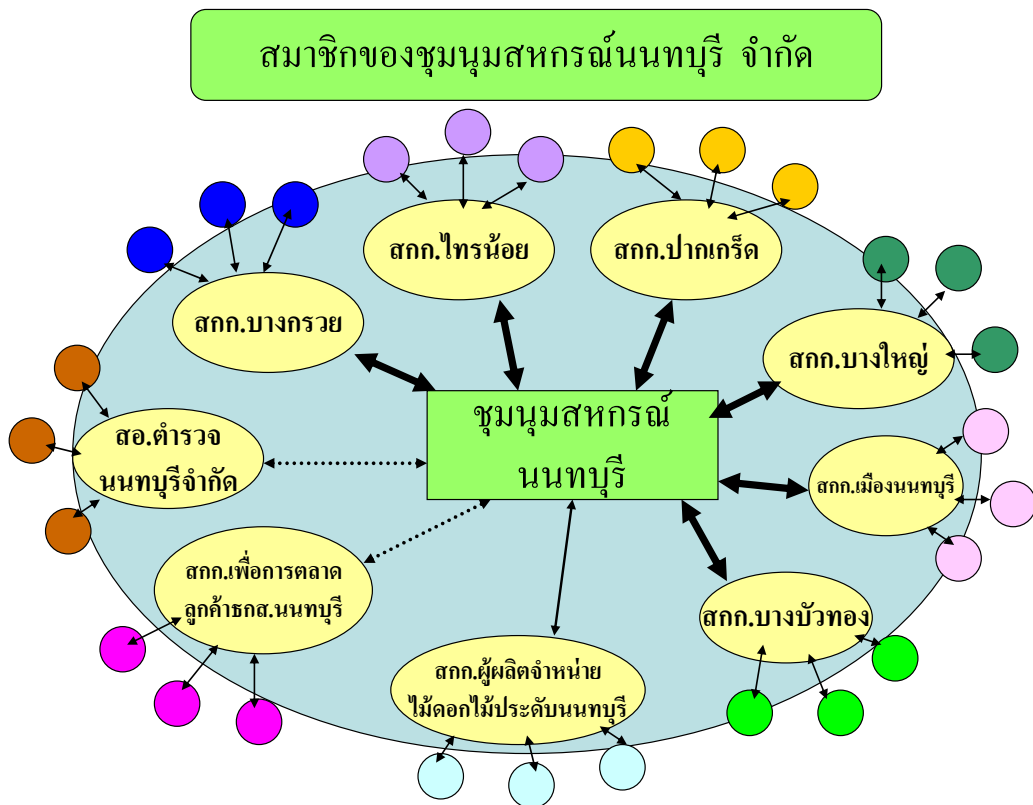 สมาชิกของชุมนุมสหกรณ์นนทบุรี จำกัด
สกก.ไทรน้อย
สกก.ปากเกร็ด
สกก.บางกรวย
สกก.บางใหญ่
ชุมนุมสหกรณ์
นนทบุรี
สอ.ตำรวจ
นนทบุรีจำกัด
สกก.เมืองนนทบุรี
สกก.เพื่อการตลาด
ลูกค้าธกส.นนทบุรี
สกก.บางบัวทอง
สกก.ผู้ผลิตจำหน่าย
ไม้ดอกไม้ประดับนนทบุรี